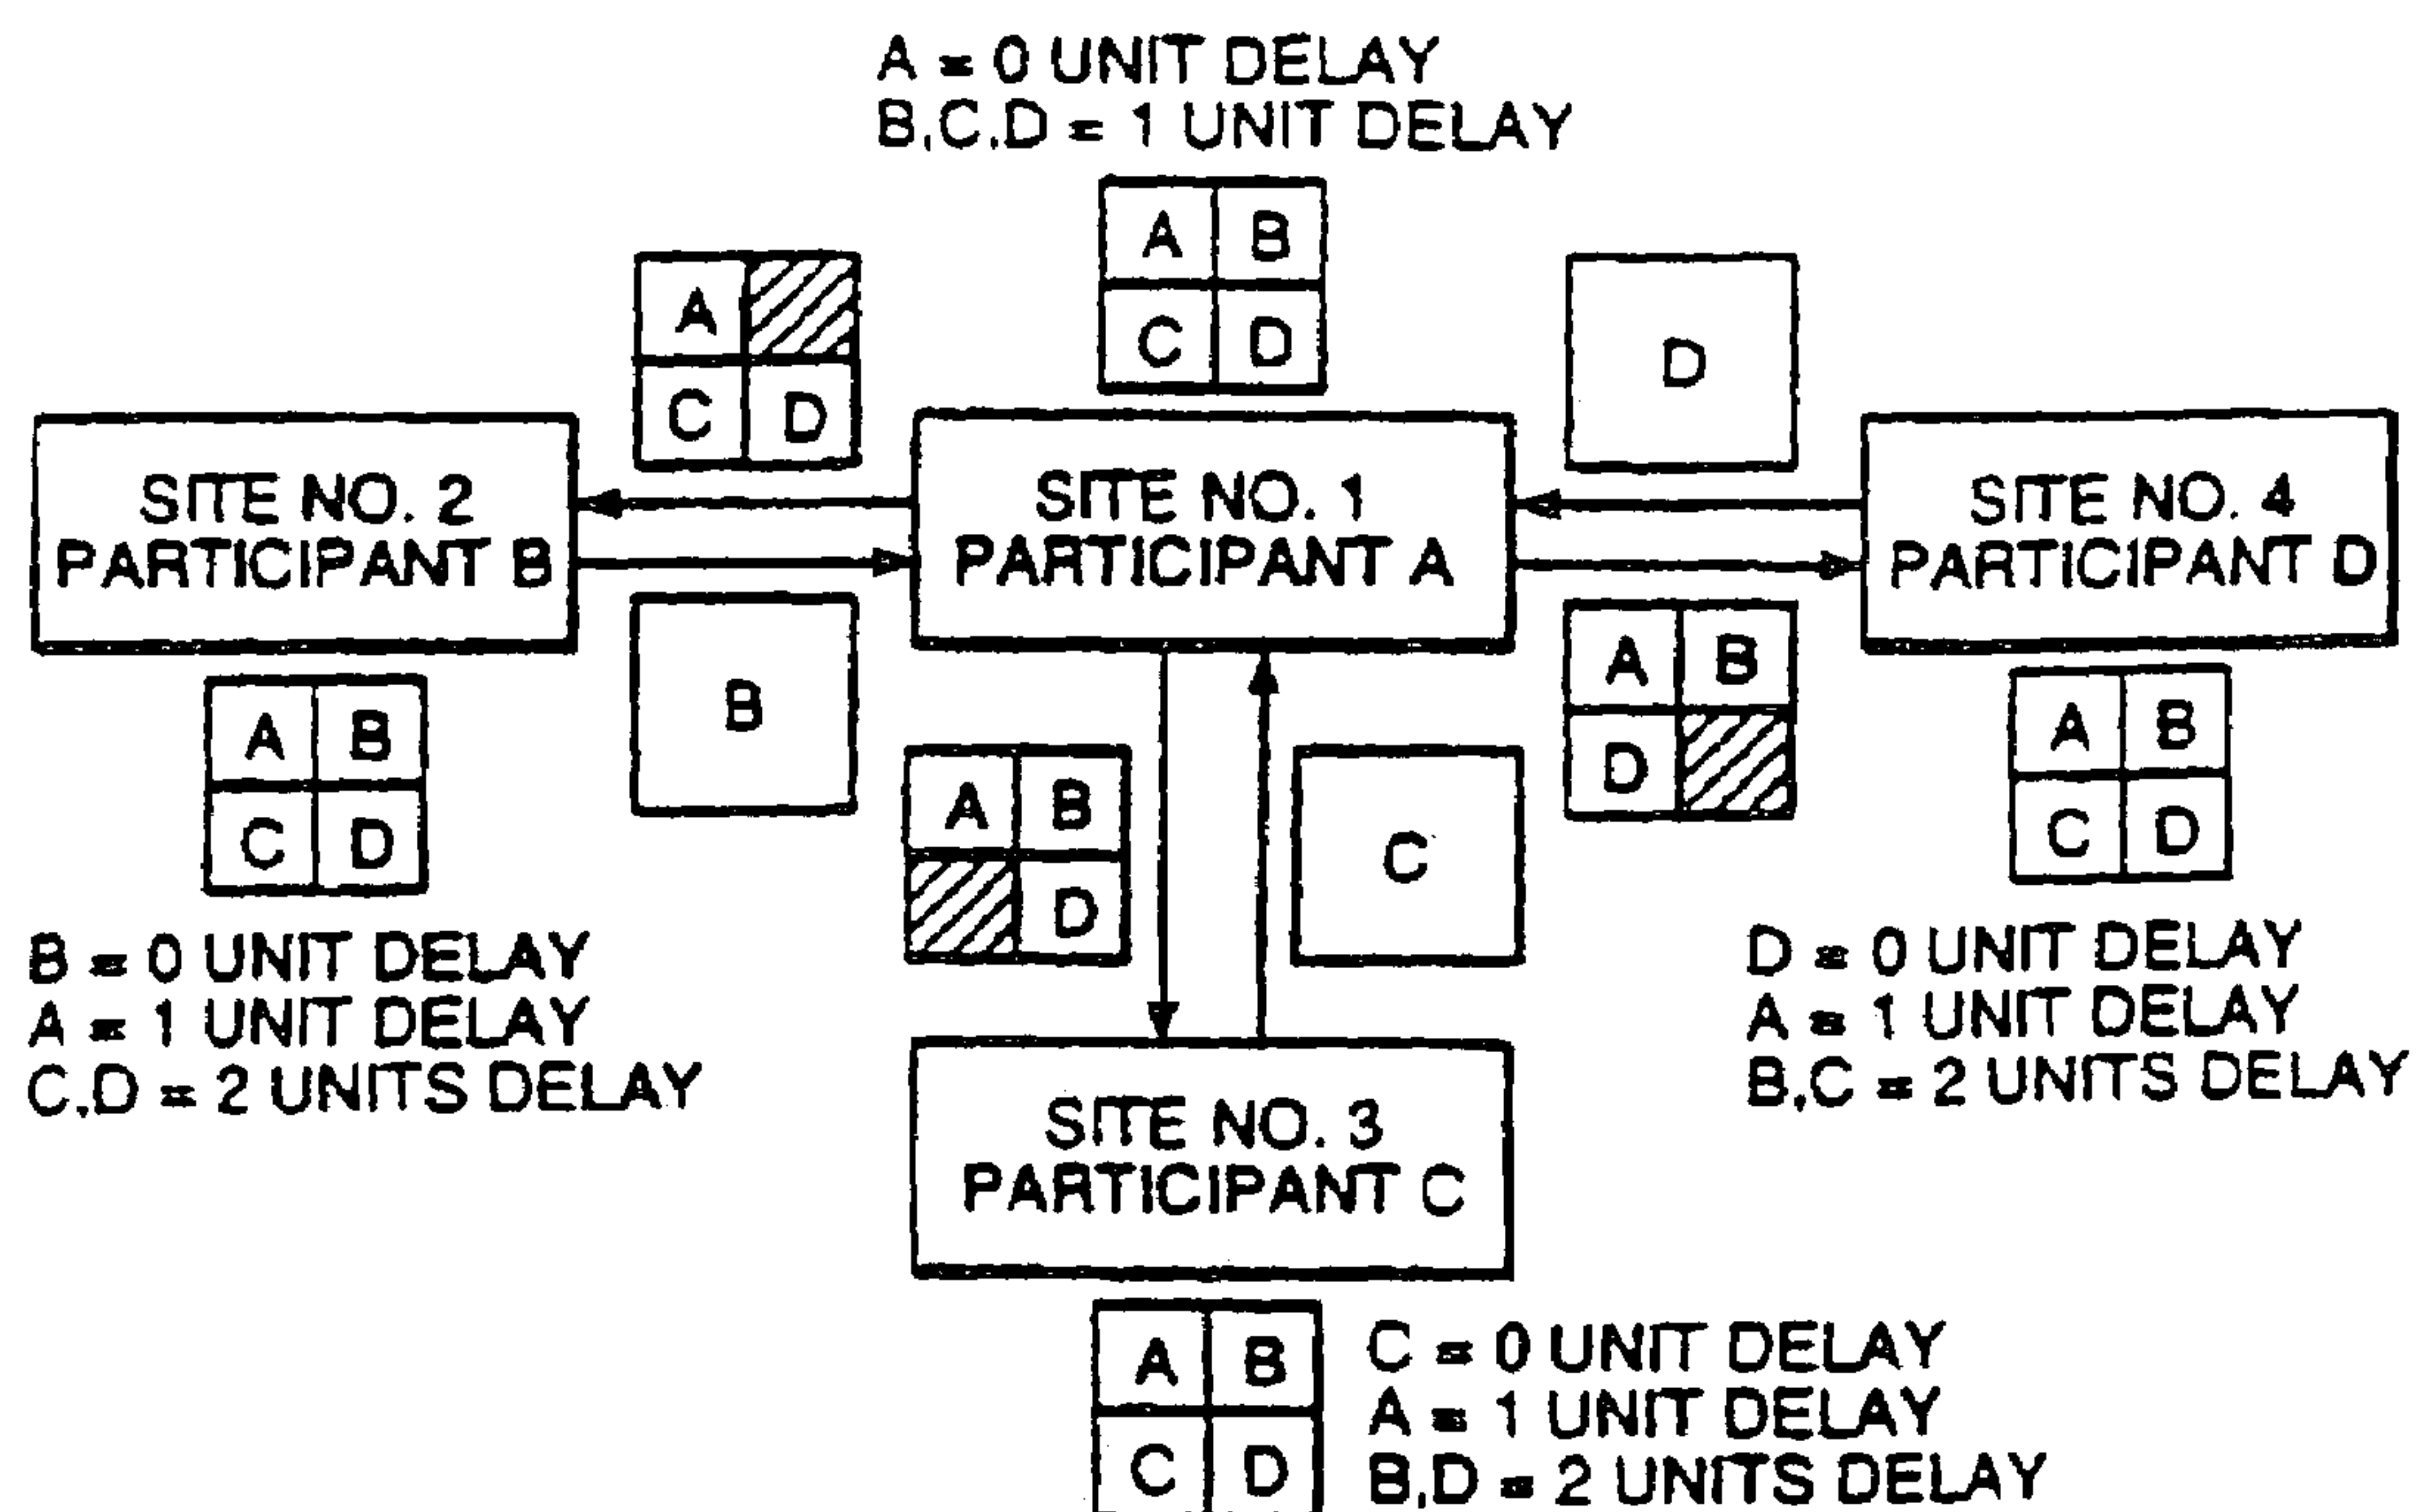 A = 0 UNIT DELAY
B,C,D = 1 UNIT DELAY
A B
C D
A
C D
D
SITE NO. 2
PARTICIPANT B
SITE NO. 1
PARTICIPANT A
SITE NO. 4
PARTICIPANT D
A B
C D
B
A B
D
C
A B
D
A B
C D
B = 0 UNIT DELAY
A = 1 UNIT DELAY
C,D = 2 UNITS DELAY
D = 0 UNIT DELAY
A = 1 UNIT DELAY
B,C = 2 UNITS DELAY
SITE NO. 3
PARTICIPANT C
A B
C D
C = 0 UNIT DELAY
A = 1 UNIT DELAY
B,D = 2 UNITS DELAY